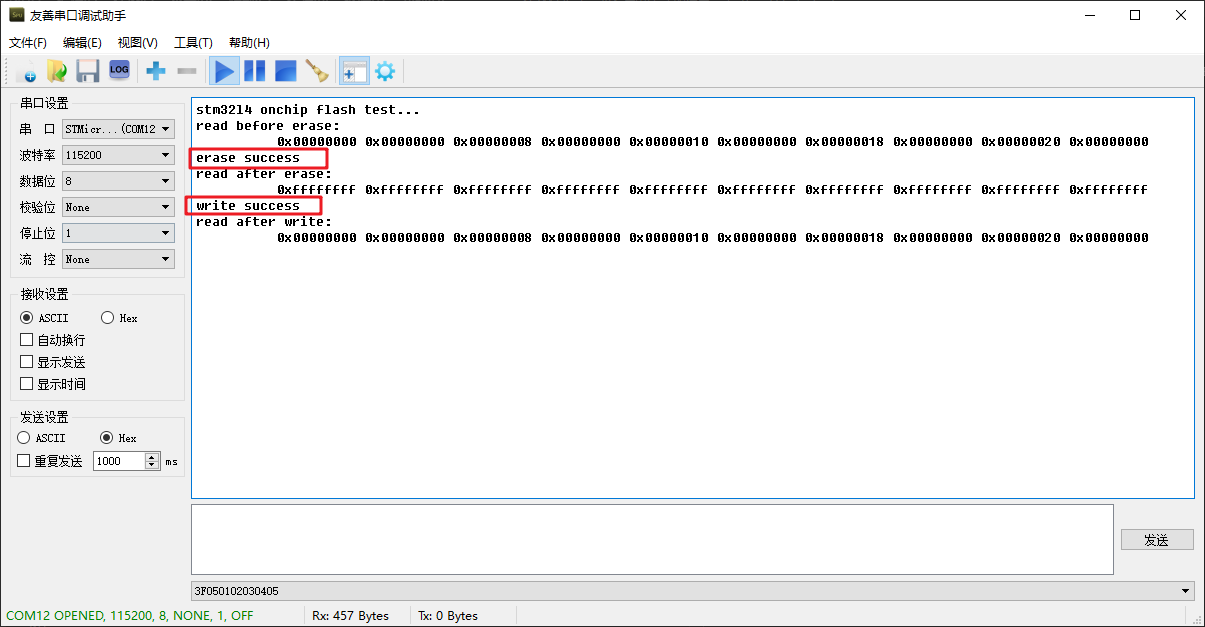 友善串口调试助手
文件(F) 编辑(E) 视图(V) 工具(T) 帮助(H)
LOG
串口设置
串 口 STMicr...(COM12
波特率 115200
数据位 8
校验位 None
停止位 1
流 控 None
接收设置
ASCII Hex
自动换行
显示发送
显示时间
发送设置
ASCII Hex
重复发送 1000 ms
stm32l4 onchip flash test...
read before erase:
0x00000000 0x00000000 0x00000008 0x00000000 0x00000010 0x00000000 0x00000018 0x00000000 0x00000020 0x00000000
erase success
read after erase:
0xffffffff 0xffffffff 0xffffffff 0xffffffff 0xffffffff 0xffffffff 0xffffffff 0xffffffff 0xffffffff 0xffffffff
write success
read after write:
0x00000000 0x00000000 0x00000008 0x00000000 0x00000010 0x00000000 0x00000018 0x00000000 0x00000020 0x00000000
发送
3F050102030405
COM12 OPENED, 115200, 8, NONE, 1, OFF Rx: 457 Bytes Tx: 0 Bytes